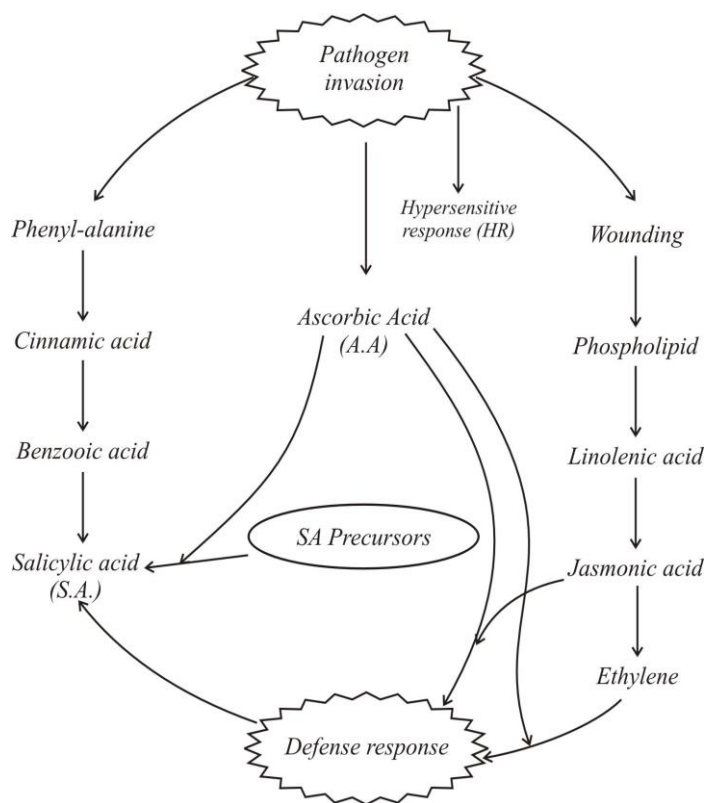 Pathogen
invasion
Hypersensitive
response (HR)
Phenyl-alanine
Wounding
Ascorbic Acid
(A.A)
Cinnamic acid
Phospholipid
Benzooic acid
Linolenic acid
SA Precursors
Salicylic acid
(S.A.)
Jasmonic acid
Ethylene
Defense response